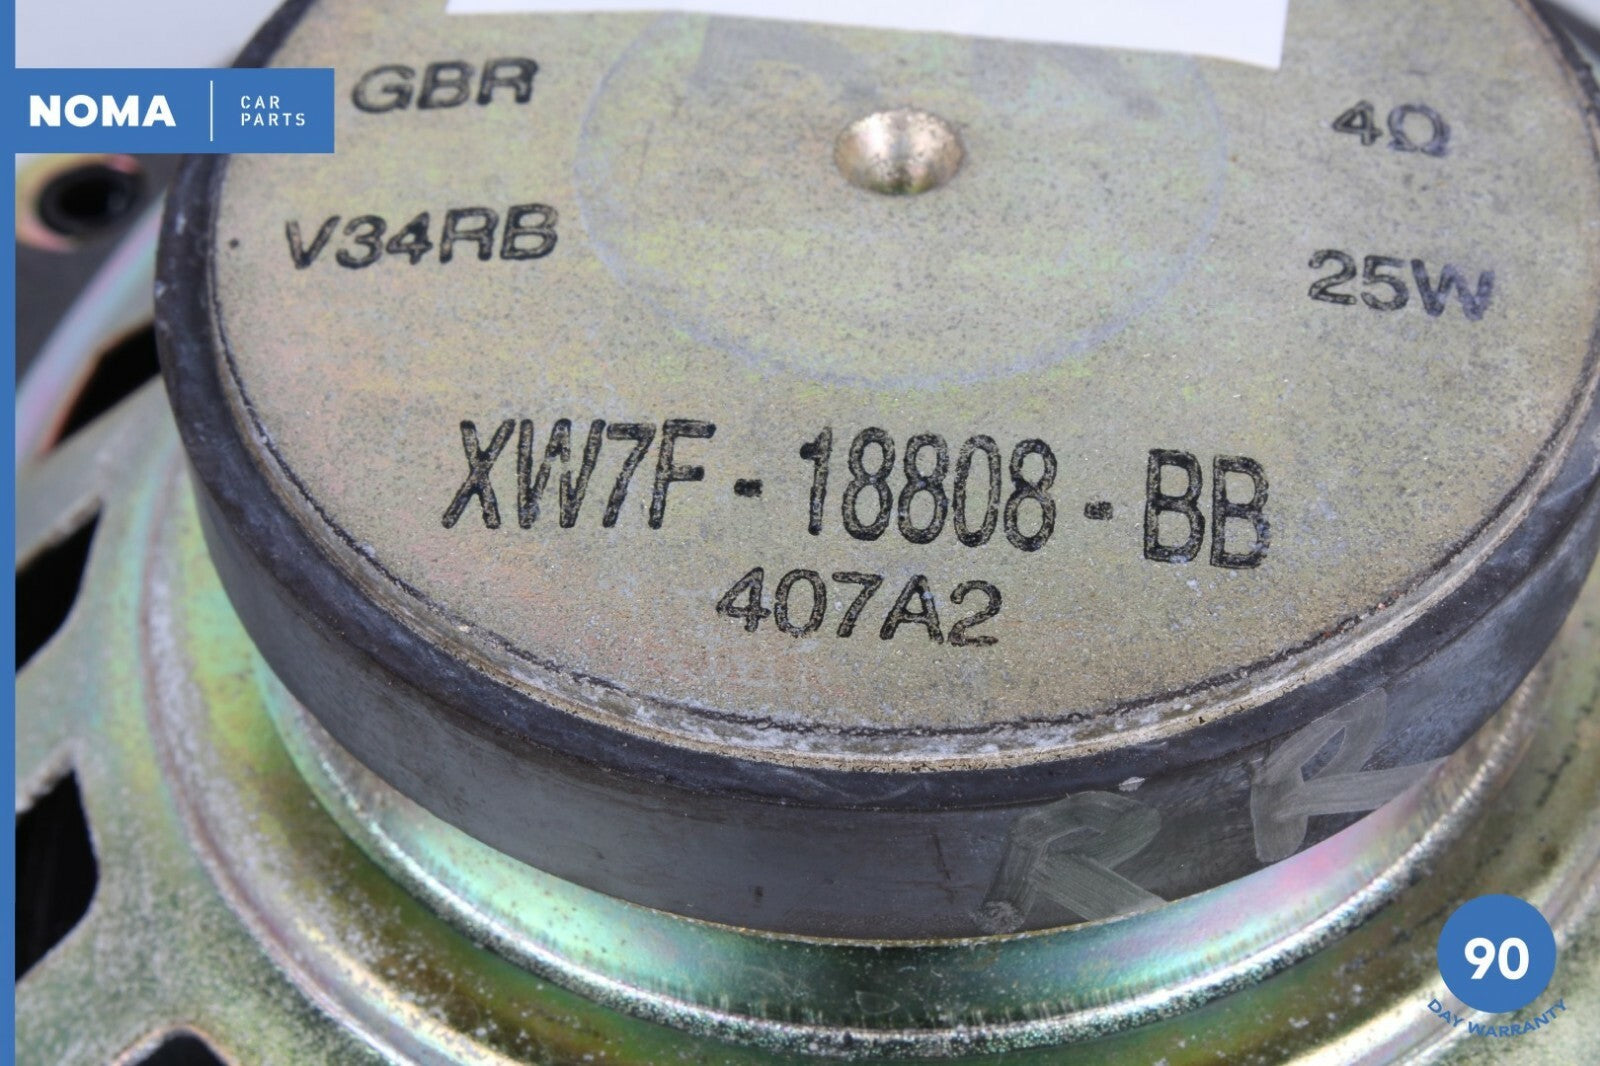 NOMA
CAR
PARTS
GBR
4Ω
V34RB
25W
XW7F - 18808 - BB
407A2
R R
90
DAY WARRANTY